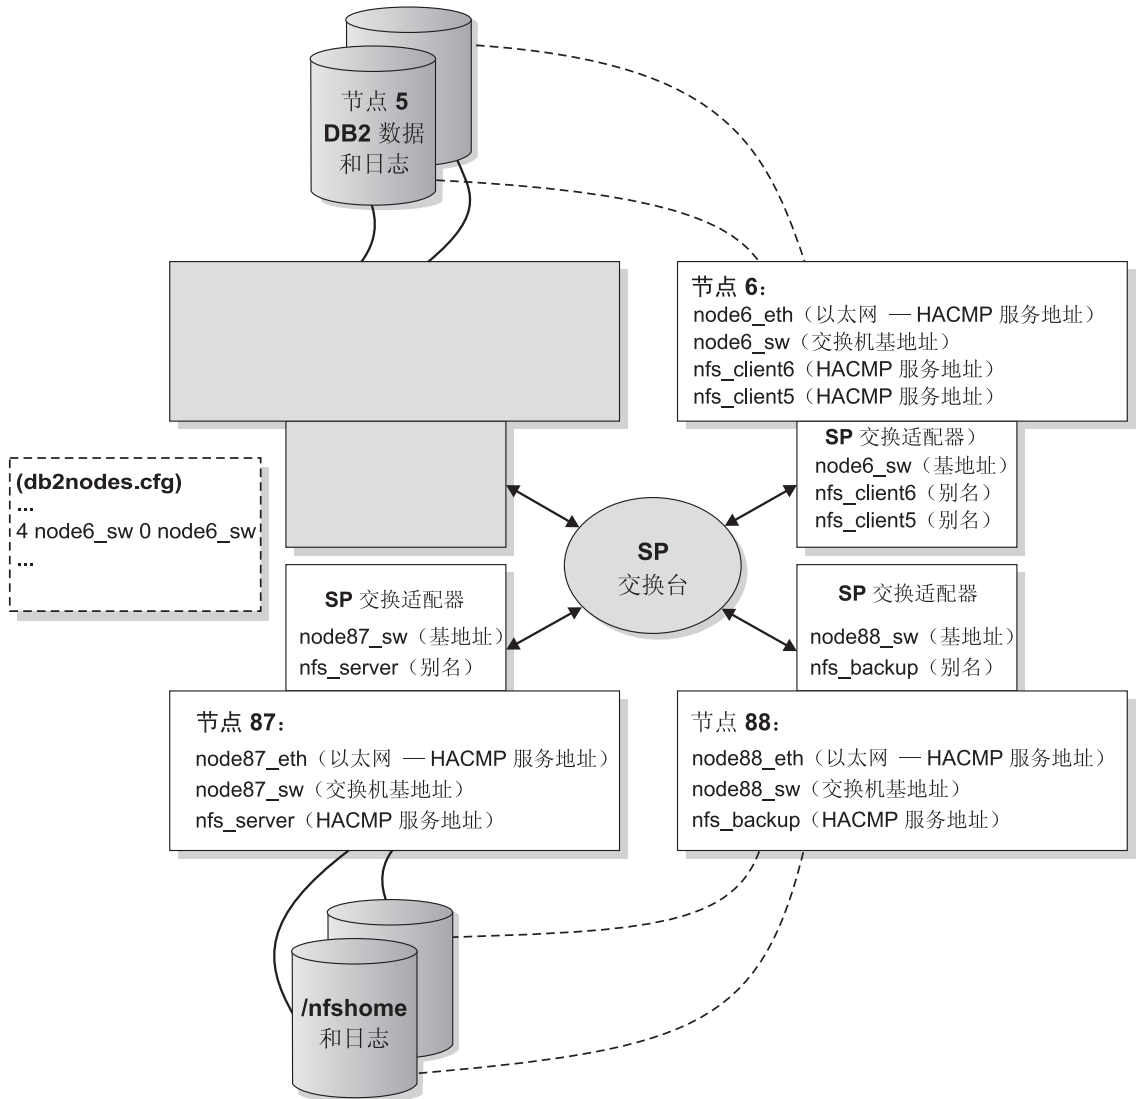 节点 5
DB2 数据
和日志
节点 6：
node6_eth（以太网 — HACMP 服务地址）
node6_sw（交换机基地址）
nfs_client6（HACMP 服务地址）
nfs_client5（HACMP 服务地址）
SP 交换适配器）
node6_sw（基地址）
nfs_client6（别名）
nfs_client5（别名）
(db2nodes.cfg)
...
4 node6_sw 0 node6_sw
...
SP
交换台
SP 交换适配器
node87_sw（基地址）
nfs_server（别名）
SP 交换适配器
node88_sw（基地址）
nfs_backup（别名）
节点 87：
node87_eth（以太网 — HACMP 服务地址）
node87_sw（交换机基地址）
nfs_server（HACMP 服务地址）
节点 88：
node88_eth（以太网 — HACMP 服务地址）
node88_sw（交换机基地址）
nfs_backup（HACMP 服务地址）
/nfshome
和日志